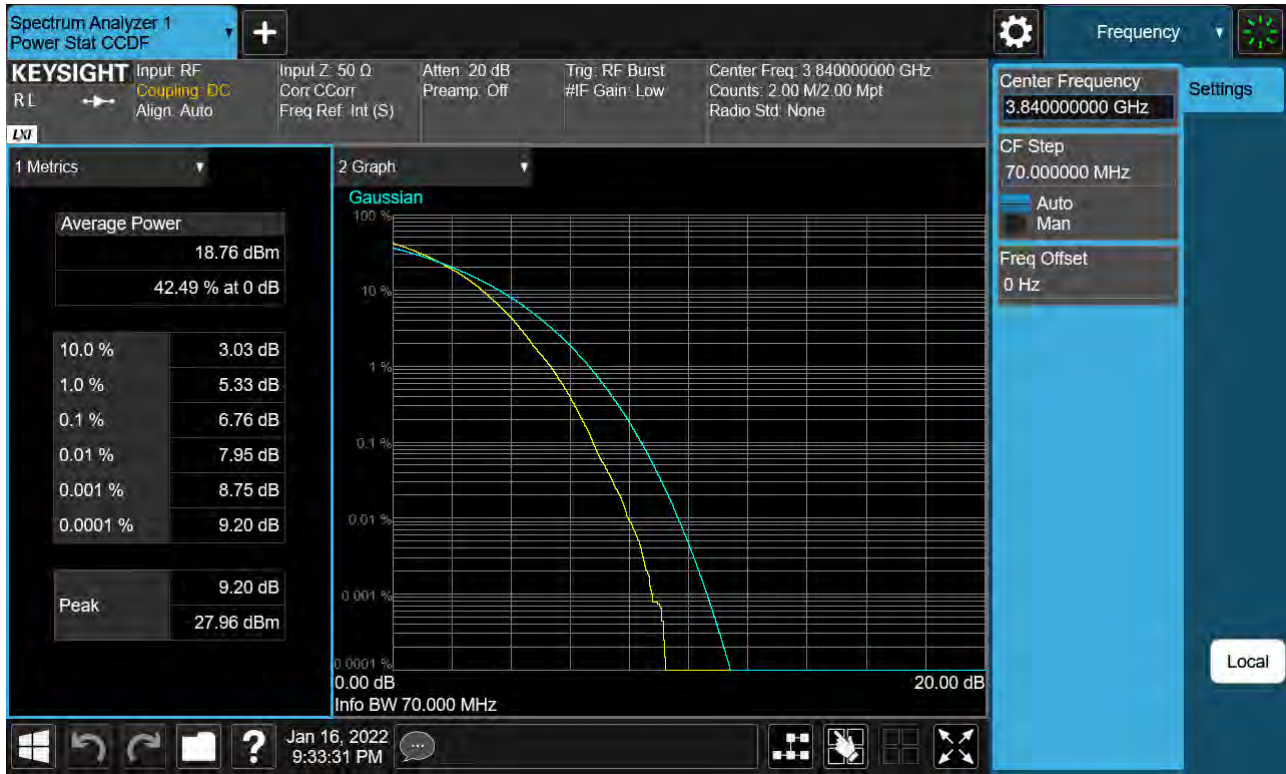 Spectrum Analyzer 1
Power Stat CCDF
Frequency
KEYSIGHT
RL
LXI
Input: RF
Coupling: DC
Align: Auto
Input Z: 50 Ω
Corr CCorr
Freq Ref: Int (S)
Atten: 20 dB
Preamp: Off
Trig: RF Burst
#IF Gain: Low
Center Freq: 3.840000000 GHz
Counts: 2.00 M/2.00 Mpt
Radio Std: None
Center Frequency
3.840000000 GHz
Settings
CF Step
70.000000 MHz
Auto
Man
Freq Offset
0 Hz
1 Metrics
Average Power
18.76 dBm
42.49 % at 0 dB
10.0 % 3.03 dB
1.0 % 5.33 dB
0.1 % 6.76 dB
0.01 % 7.95 dB
0.001 % 8.75 dB
0.0001 % 9.20 dB
Peak
9.20 dB
27.96 dBm
2 Graph
Gaussian
100 %
10 %
1 %
0.1 %
0.01 %
0.001 %
0.0001 %
0.00 dB 20.00 dB
Info BW 70.000 MHz
Local
?
Jan 16, 2022
9:33:31 PM